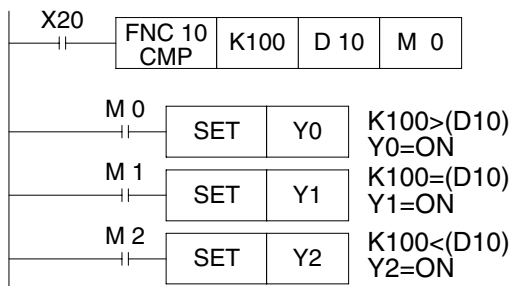 X20
FNC 10 CMP K100 D 10 M 0
M 0
SET Y0 K100>(D10)
Y0=ON
M 1
SET Y1 K100=(D10)
Y1=ON
M 2
SET Y2 K100<(D10)
Y2=ON